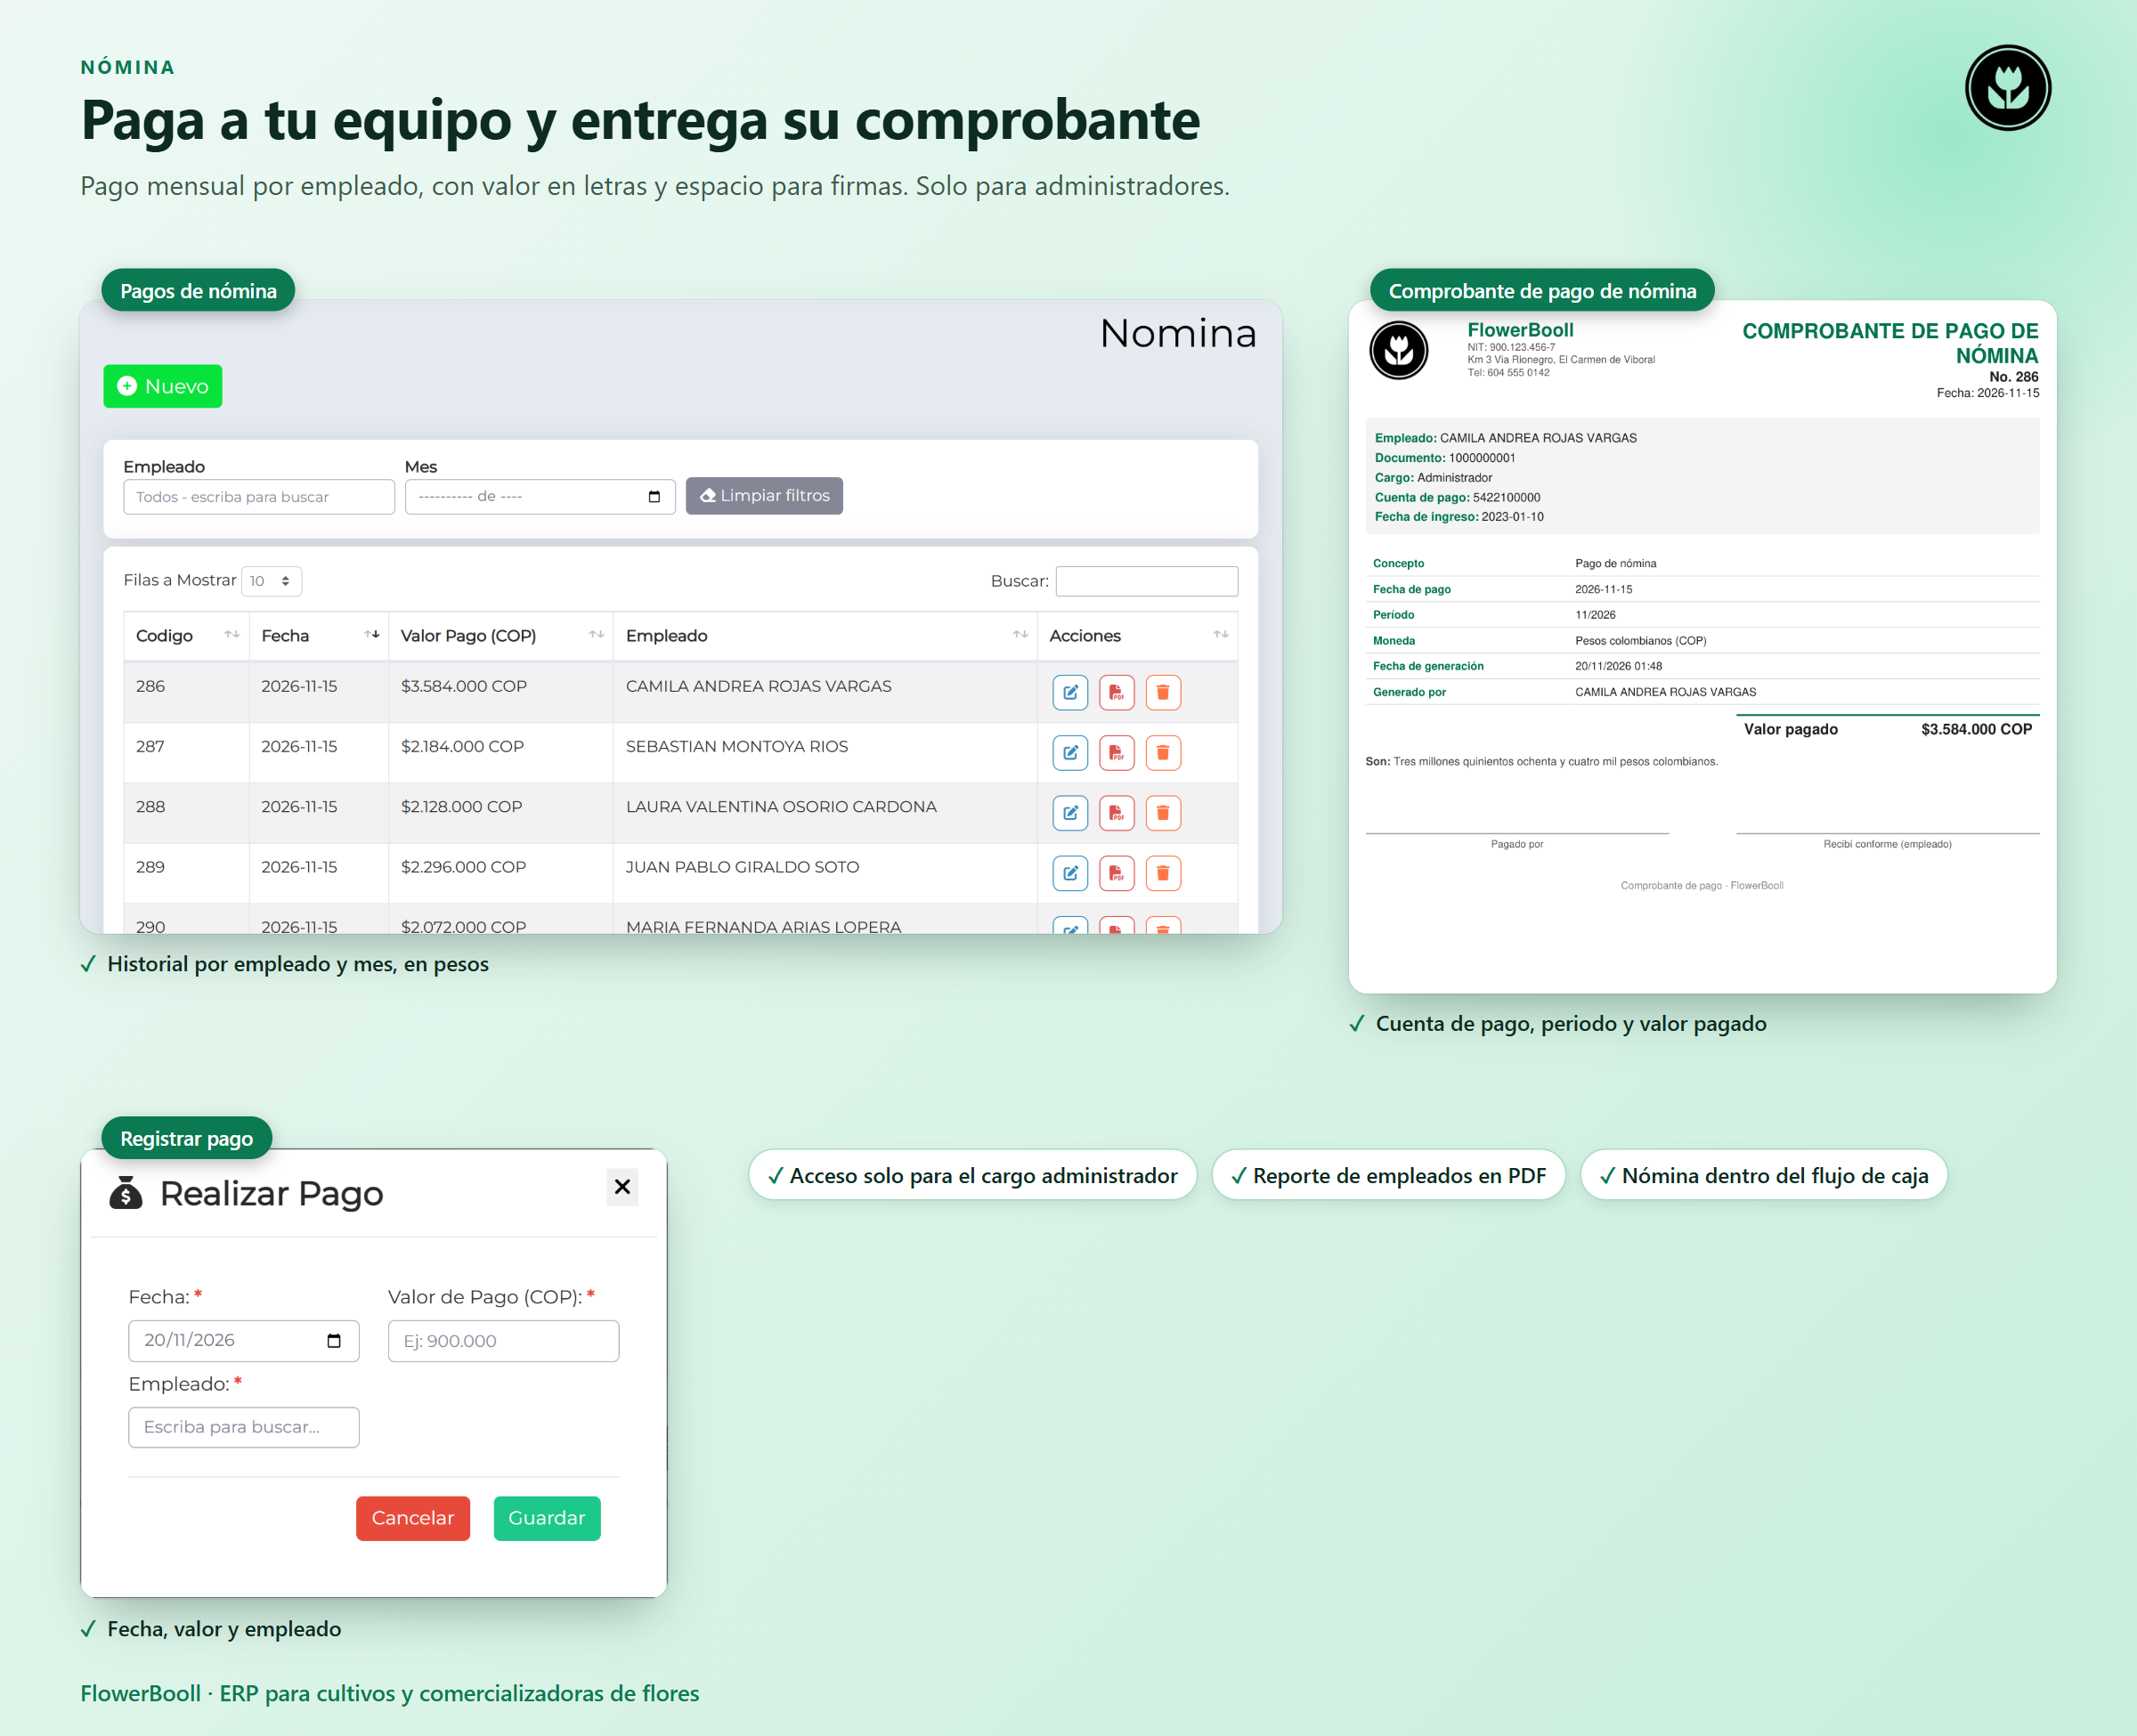 NÓMINA
Paga a tu equipo y entrega su comprobante
Pago mensual por empleado, con valor en letras y espacio para firmas. Solo para administradores.
Pagos de nómina
Nomina
Nuevo
Empleado
Mes
Todos - escriba para buscar
---------- de ----
Limpiar filtros
Filas a Mostrar 10
Buscar:
Codigo Fecha Valor Pago (COP) Empleado Acciones
286 2026-11-15 $3.584.000 COP CAMILA ANDREA ROJAS VARGAS PDF
287 2026-11-15 $2.184.000 COP SEBASTIAN MONTOYA RIOS PDF
288 2026-11-15 $2.128.000 COP LAURA VALENTINA OSORIO CARDONA PDF
289 2026-11-15 $2.296.000 COP JUAN PABLO GIRALDO SOTO PDF
290 2026-11-15 $2.072.000 COP MARIA FERNANDA ARIAS LOPERA
✓ Historial por empleado y mes, en pesos
Comprobante de pago de nómina
FlowerBooll
NIT: 900.123.456-7
Km 3 Via Rionegro, El Carmen de Viboral
Tel: 604 555 0142
COMPROBANTE DE PAGO DE
NÓMINA
No. 286
Fecha: 2026-11-15
Empleado: CAMILA ANDREA ROJAS VARGAS
Documento: 1000000001
Cargo: Administrador
Cuenta de pago: 5422100000
Fecha de ingreso: 2023-01-10
Concepto Pago de nómina
Fecha de pago 2026-11-15
Período 11/2026
Moneda Pesos colombianos (COP)
Fecha de generación 20/11/2026 01:48
Generado por CAMILA ANDREA ROJAS VARGAS
Valor pagado $3.584.000 COP
Son: Tres millones quinientos ochenta y cuatro mil pesos colombianos.
Pagado por
Recibí conforme (empleado)
Comprobante de pago · FlowerBooll
✓ Cuenta de pago, periodo y valor pagado
Registrar pago
Realizar Pago
Fecha: *
Valor de Pago (COP): *
20/11/2026
Ej: 900.000
Empleado: *
Escriba para buscar...
Cancelar
Guardar
✓ Fecha, valor y empleado
✓ Acceso solo para el cargo administrador
✓ Reporte de empleados en PDF
✓ Nómina dentro del flujo de caja
FlowerBooll · ERP para cultivos y comercializadoras de flores